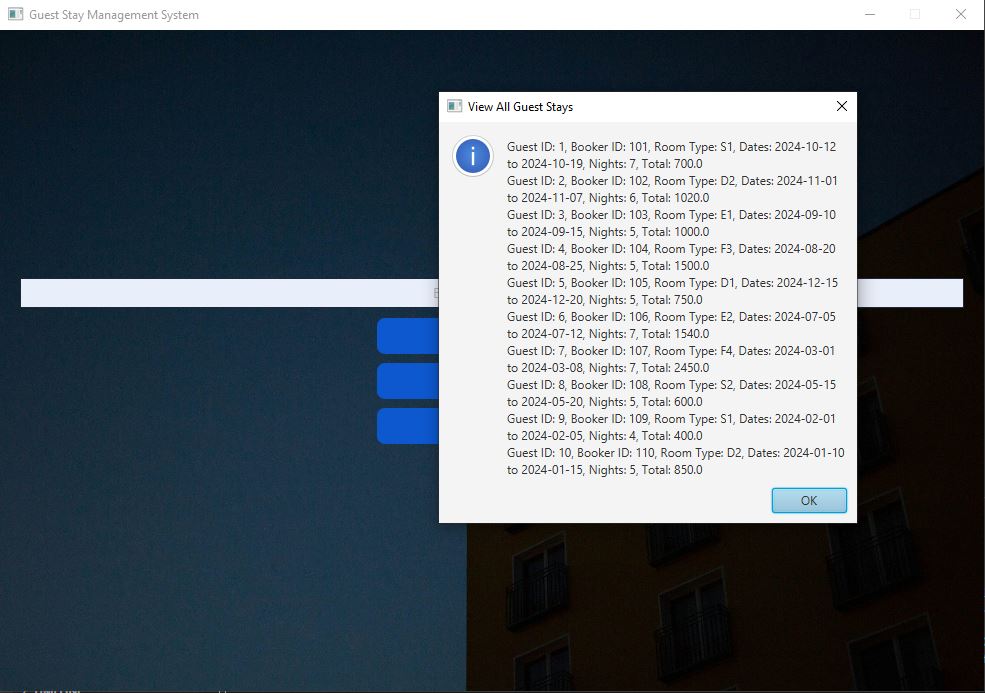 Guest Stay Management System
View All Guest Stays
Guest ID: 1, Booker ID: 101, Room Type: S1, Dates: 2024-10-12
to 2024-10-19, Nights: 7, Total: 700.0
Guest ID: 2, Booker ID: 102, Room Type: D2, Dates: 2024-11-01
to 2024-11-07, Nights: 6, Total: 1020.0
Guest ID: 3, Booker ID: 103, Room Type: E1, Dates: 2024-09-10
to 2024-09-15, Nights: 5, Total: 1000.0
Guest ID: 4, Booker ID: 104, Room Type: F3, Dates: 2024-08-20
to 2024-08-25, Nights: 5, Total: 1500.0
Guest ID: 5, Booker ID: 105, Room Type: D1, Dates: 2024-12-15
to 2024-12-20, Nights: 5, Total: 750.0
Guest ID: 6, Booker ID: 106, Room Type: E2, Dates: 2024-07-05
to 2024-07-12, Nights: 7, Total: 1540.0
Guest ID: 7, Booker ID: 107, Room Type: F4, Dates: 2024-03-01
to 2024-03-08, Nights: 7, Total: 2450.0
Guest ID: 8, Booker ID: 108, Room Type: S2, Dates: 2024-05-15
to 2024-05-20, Nights: 5, Total: 600.0
Guest ID: 9, Booker ID: 109, Room Type: S1, Dates: 2024-02-01
to 2024-02-05, Nights: 4, Total: 400.0
Guest ID: 10, Booker ID: 110, Room Type: D2, Dates: 2024-01-10
to 2024-01-15, Nights: 5, Total: 850.0
OK